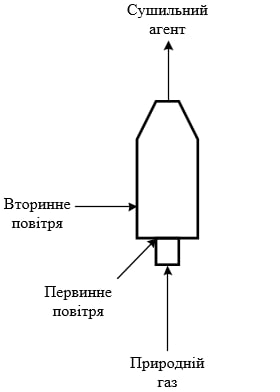 Сушильний
агент
Вторинне
повітря
Первинне
повітря
Природній
газ